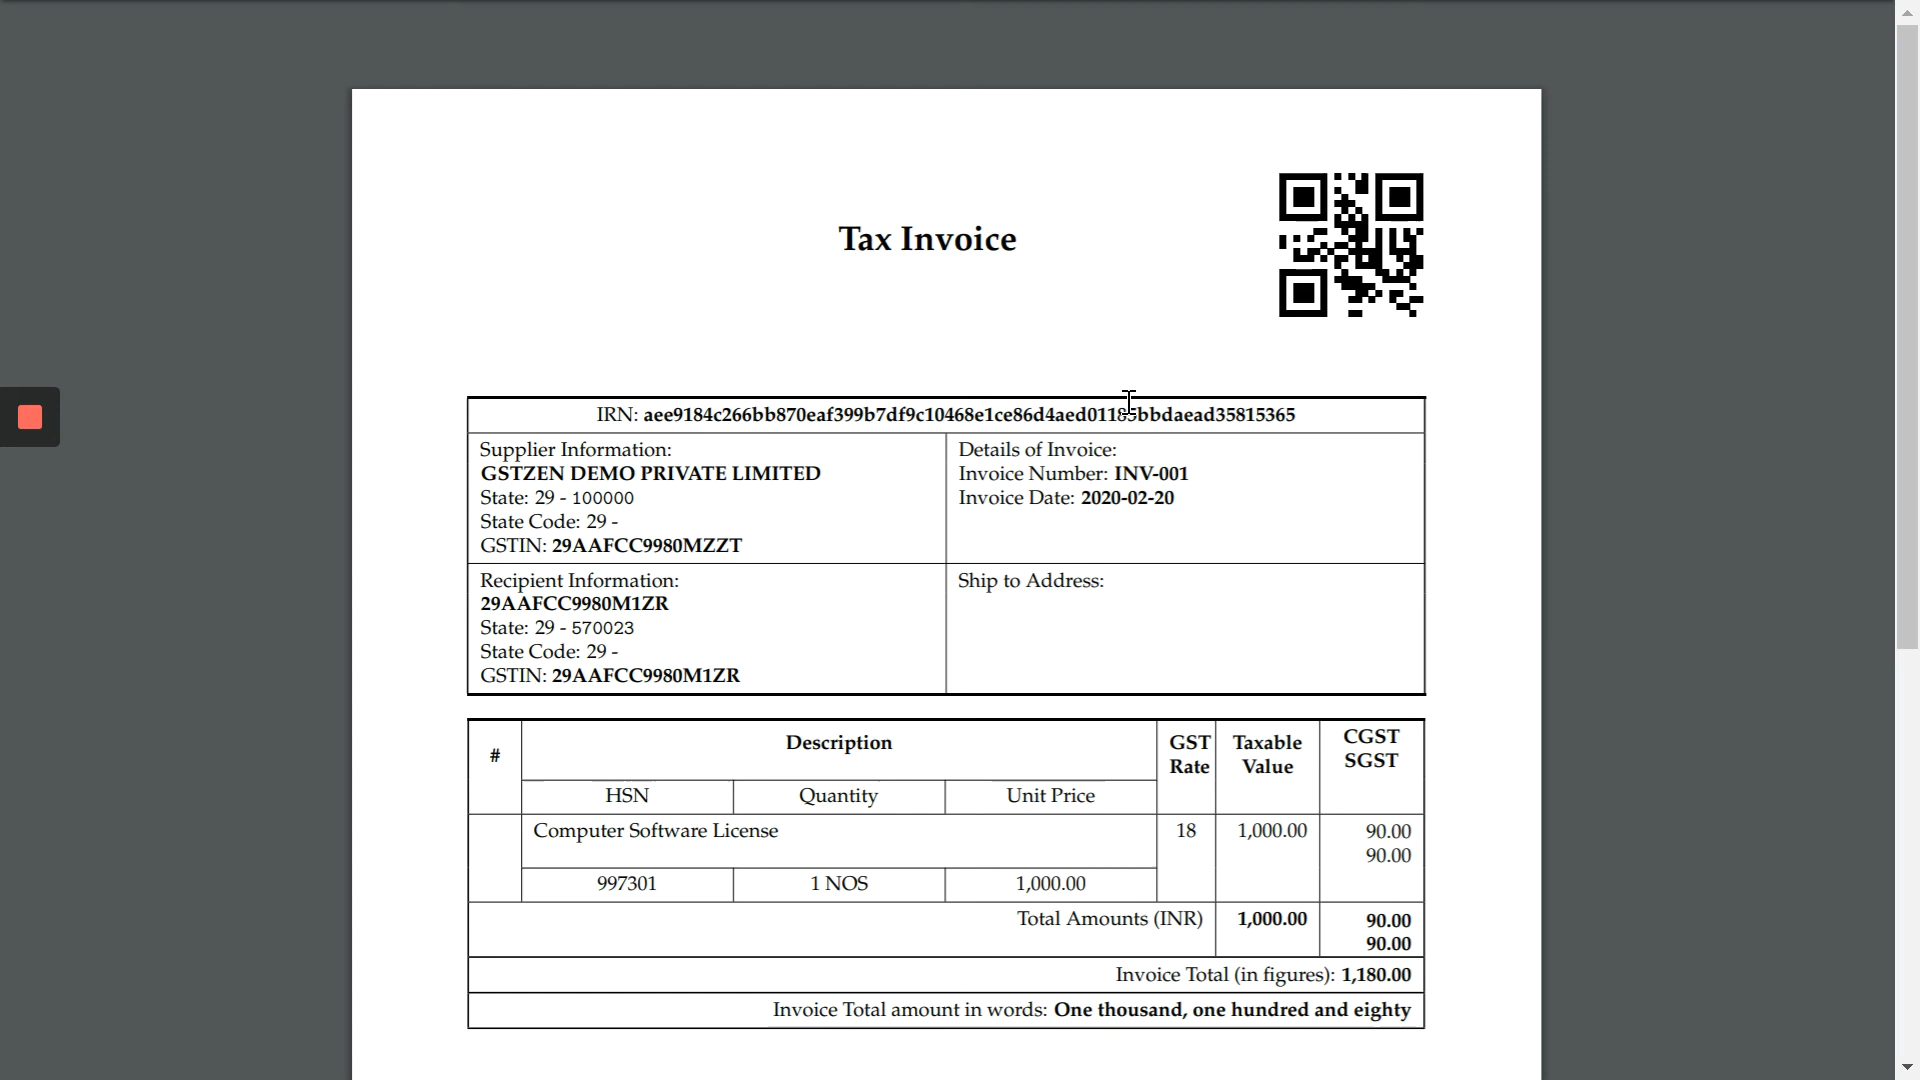 Tax Invoice
IRN: aee9184c266bb870eaf399b7df9c10468e1ce86d4aed01185bbdaead35815365
Supplier Information:
GSTZEN DEMO PRIVATE LIMITED
State: 29 - 100000
State Code: 29 -
GSTIN: 29AAFCC9980MZZT
Details of Invoice:
Invoice Number: INV-001
Invoice Date: 2020-02-20
Recipient Information:
29AAFCC9980M1ZR
State: 29 - 570023
State Code: 29 -
GSTIN: 29AAFCC9980M1ZR
Ship to Address:
# Description GST Rate Taxable Value CGST SGST
HSN Quantity Unit Price
Computer Software License 18 1,000.00 90.00
90.00
997301 1 NOS 1,000.00
Total Amounts (INR) 1,000.00 90.00
90.00
Invoice Total (in figures): 1,180.00
Invoice Total amount in words: One thousand, one hundred and eighty